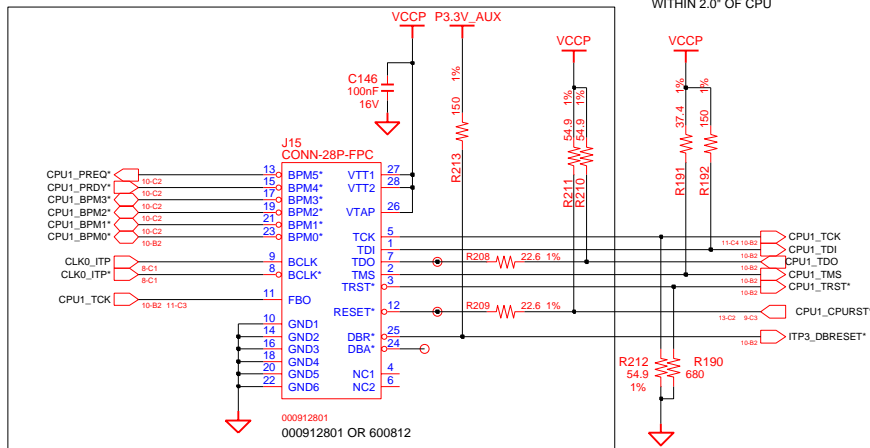 WITHIN 2.0" OF CPU
VCCP P3.3V_AUX
VCCP VCCP
C146
100nF
16V
150 1%
R213
54.9 1%
54.9 1%
R211
R210
37.4 1%
150 1%
R191
R192
J15
CONN-28P-FPC
CPU1_PREQ* 10-C2 13 BPM5* VTT1 27
CPU1_PRDY* 10-C2 15 BPM4* VTT2 28
CPU1_BPM3* 10-C2 17 BPM3*
CPU1_BPM2* 10-C2 19 BPM2* VTAP 26
CPU1_BPM1* 10-C2 21 BPM1*
CPU1_BPM0* 10-B2 23 BPM0* TCK 5 11-C4 10-B2 CPU1_TCK
TDI 1 10-B2 CPU1_TDI
CLK0_ITP 8-C1 9 BCLK TDO 7 R208 22.6 1% 10-B2 CPU1_TDO
CLK0_ITP* 8-C1 8 BCLK* TMS 2 10-B2 CPU1_TMS
TRST* 3 10-B2 CPU1_TRST*
CPU1_TCK 10-B2 11-C3 11 FBO
RESET* 12 R209 22.6 1% 13-C2 9-C3 CPU1_CPURST*
10 GND1
14 GND2 DBR* 25 10-B2 ITP3_DBRESET*
16 GND3 DBA* 24
18 GND4
20 GND5 NC1 4
22 GND6 NC2 6
R212
54.9
1%
R190
680
000912801
000912801 OR 600812